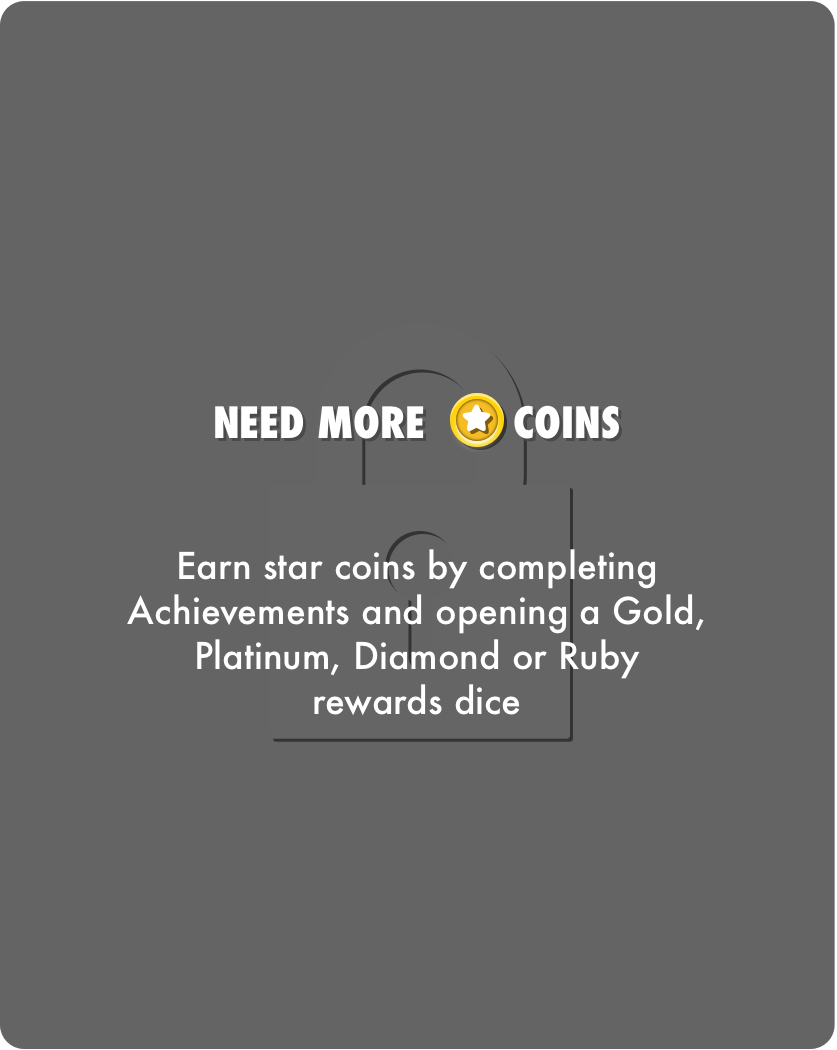 NEED MORE COINS
Earn star coins by completing
Achievements and opening a Gold,
Platinum, Diamond or Ruby
rewards dice